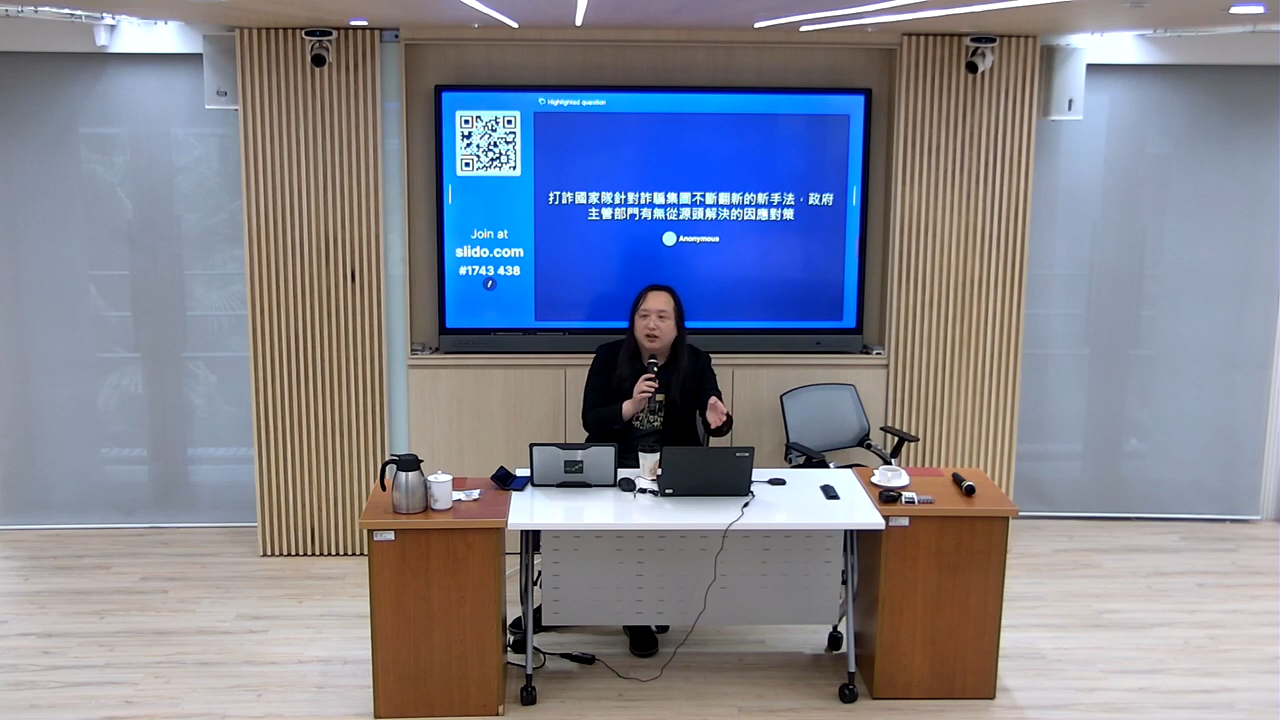 Highlighted question
打詐國家隊針對詐騙集團不斷翻新的新手法，政府
主管部門有無從源頭解決的因應對策
Anonymous
Join at
slido.com
#1743 438